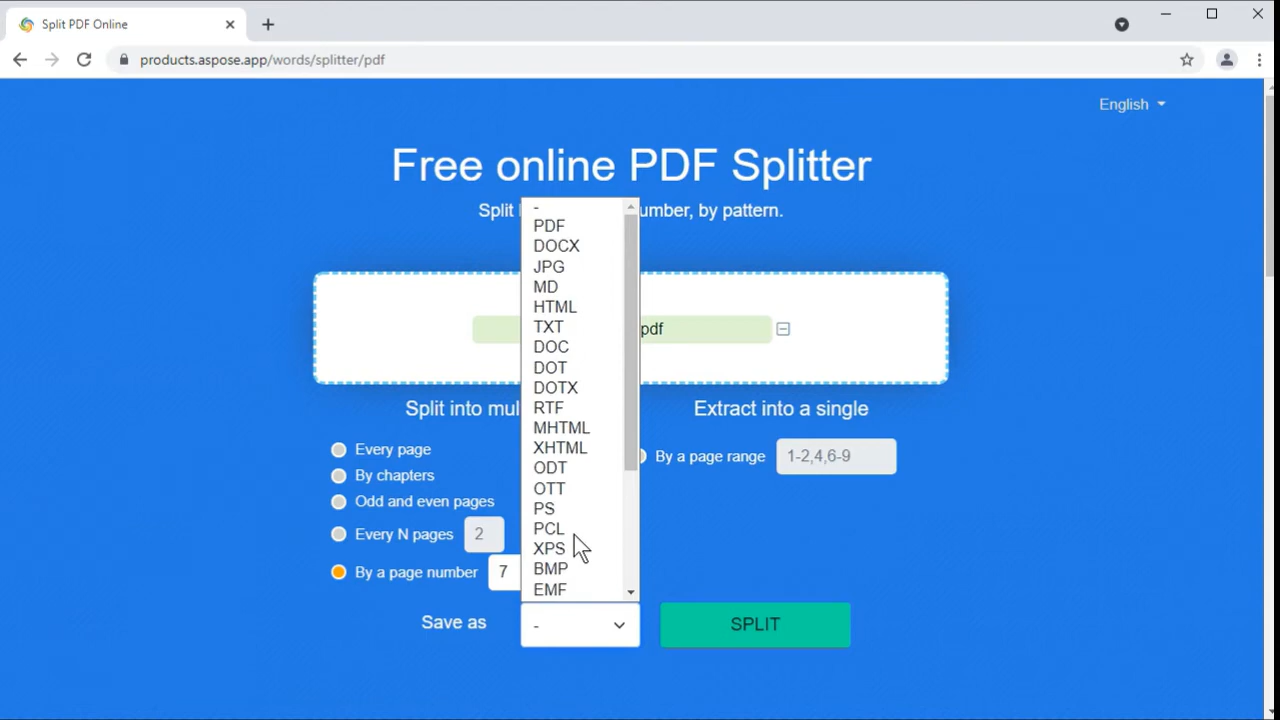 Split PDF Online
products.aspose.app/words/splitter/pdf
English
Free online PDF Splitter
Split
umber, by pattern.
-
PDF
DOCX
JPG
MD
HTML
TXT
DOC
DOT
DOTX
RTF
MHTML
XHTML
ODT
OTT
PS
PCL
XPS
BMP
EMF
pdf
Split into mul
Every page
By chapters
Odd and even pages
Every N pages 2
By a page number 7
Extract into a single
By a page range 1-2,4,6-9
Save as - SPLIT